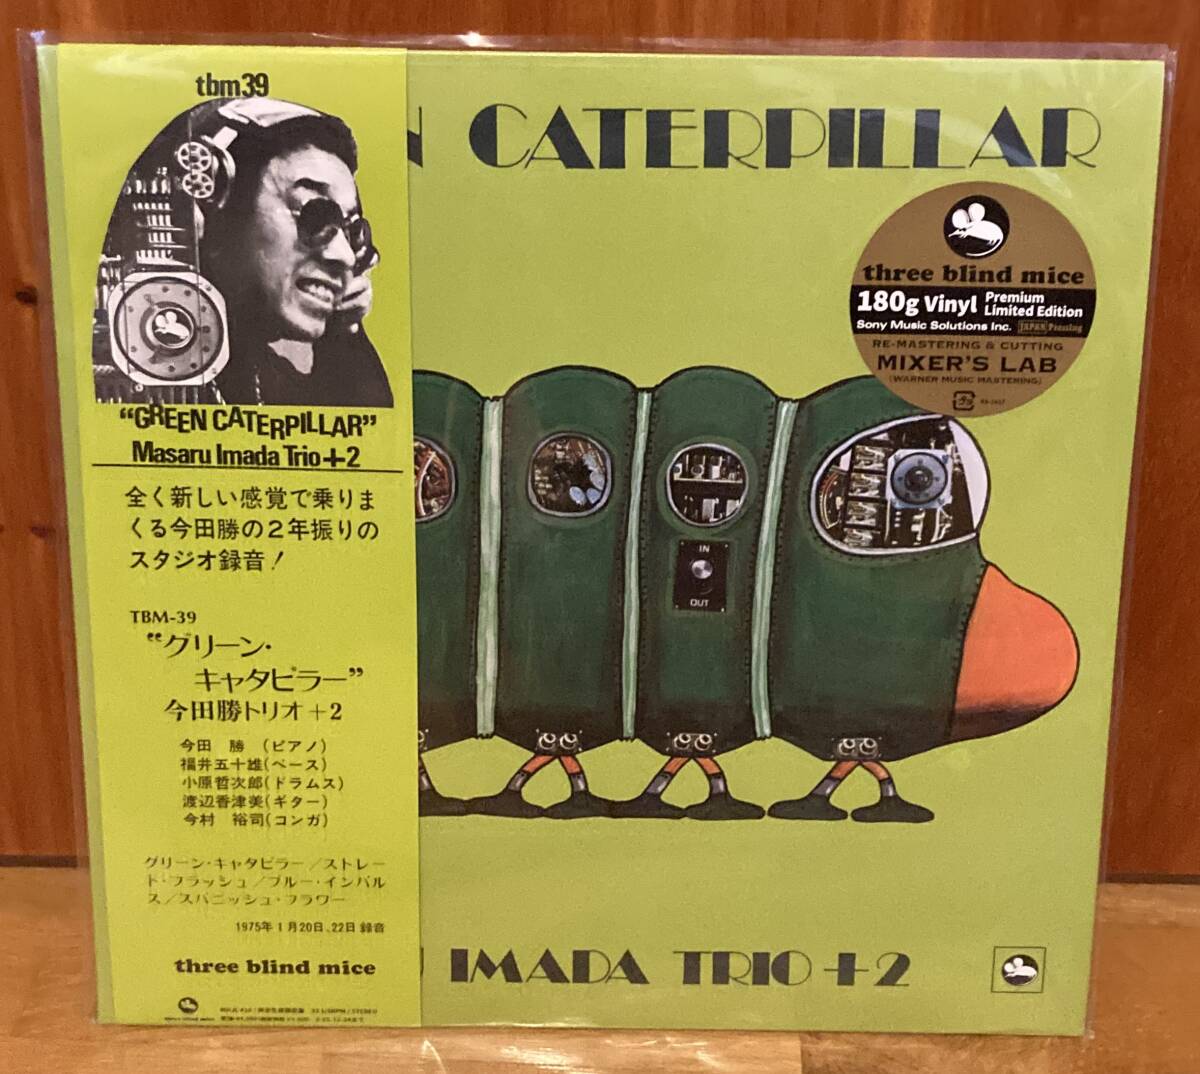 tbm39
"GREEN CATERPILLAR"
Masaru Imada Trio+2
全く新しい感覚で乗りま
くる今田勝の2年振りの
スタジオ録音!
TBM-39
"グリーン・
キャタピラー"
今田勝トリオ+2
今田 勝 (ピアノ)
福井五十雄(ベース)
小原哲次郎(ドラムス)
渡辺香津美(ギター)
今村 裕司(コンガ)
グリーン・キャタピラー/ストレー
ト・フラッシュ/ブルー・インパル
ス/スパニッシュ・フラワー
1975年1月20日、22日 録音
three blind mice
three blind mice
N CATERPILLAR
three blind mice
180g Vinyl Premium Limited Edition
Sony Music Solutions Inc. JAPAN Pressing
RE-MASTERING & CUTTING
MIXER'S LAB
(WARNER MUSIC MASTERING)
IN
OUT
U IMADA TRIO+2